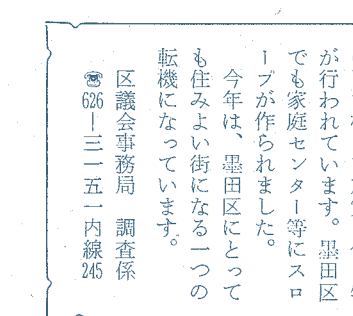 が行われています。墨田区
でも家庭センター等にスロ
ープが作られました。
今年は、墨田区にとって
も住みよい街になる一つの
転機になっています。
区議会事務局 調査係
☎626―三一五一内線245